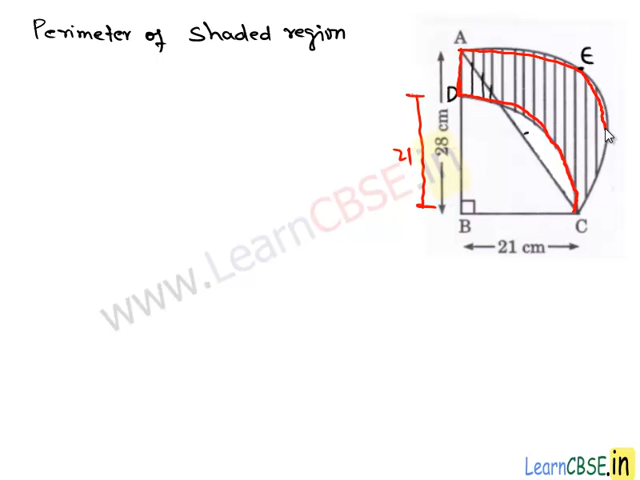 Perimeter of shaded region
A
E
D
28 cm
21
B
C
21 cm
www.LearnCBSE.in
LearnCBSE.in